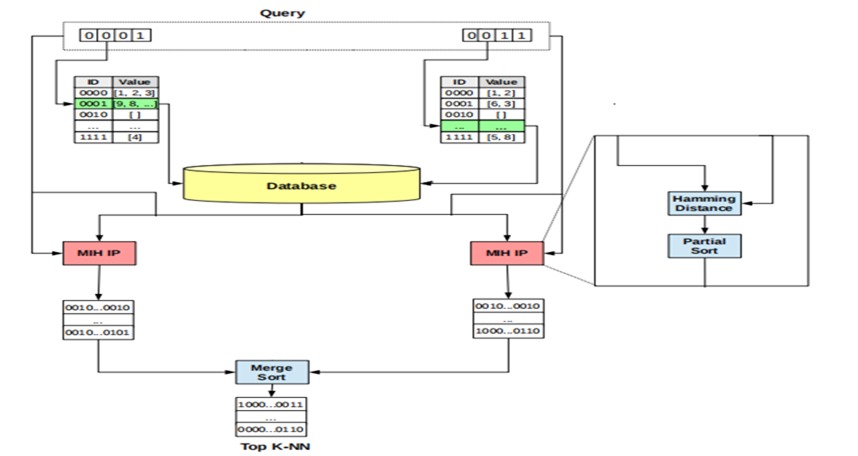 Query
0 0 0 1
0 0 1 1
ID Value
0000 [1, 2, 3]
0001 [9, 8, ...]
0010 [ ]
... ...
1111 [4]
ID Value
0000 [1, 2]
0001 [6, 3]
0010 []
... ...
1111 [5, 8]
Database
Hamming
Distance
Partial
Sort
MIH IP
MIH IP
0010...0010
...
0010...0101
0010...0010
...
1000...0110
Merge
Sort
1000...0011
...
0000...0110
Top K-NN